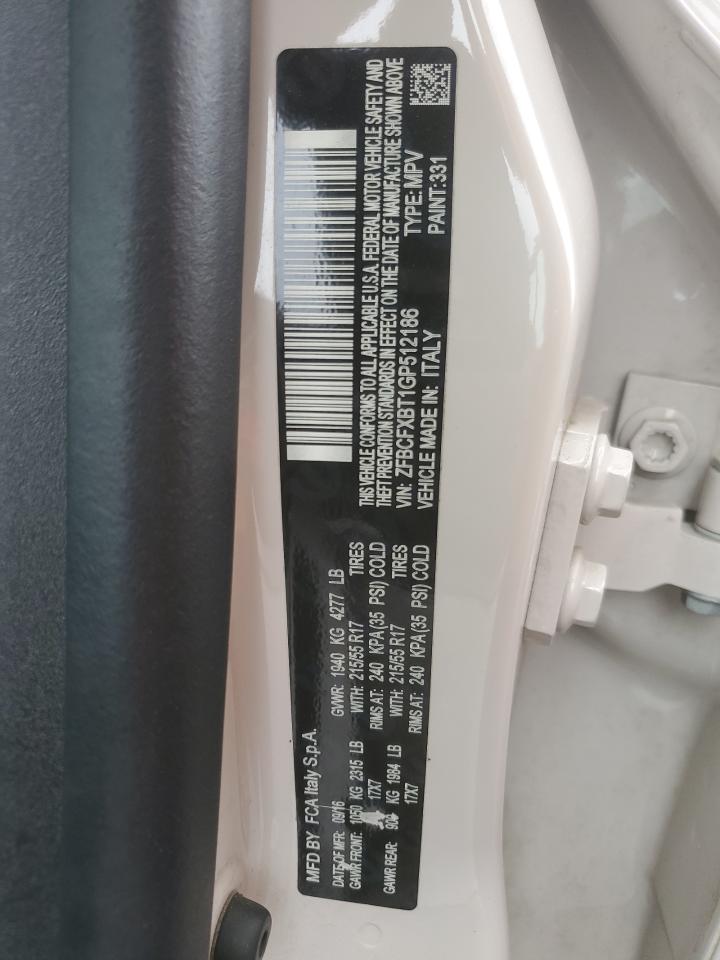 MFD BY FCA Italy S.p.A.
DATE OF MFR: 09/16 GVWR: 1940 KG 4277 LB
GAWR FRONT: 1050 KG 2315 LB WITH: 215/55 R17 TIRES
17X7 RIMS AT: 240 KPA(35 PSI) COLD
GAWR REAR: 900 KG 1984 LB WITH: 215/55 R17 TIRES
17X7 RIMS AT: 240 KPA(35 PSI) COLD
THIS VEHICLE CONFORMS TO ALL APPLICABLE U.S.A. FEDERAL MOTOR VEHICLE SAFETY AND
THEFT PREVENTION STANDARDS IN EFFECT ON THE DATE OF MANUFACTURE SHOWN ABOVE
VIN: ZFBCFXBT1GP512186 TYPE: MPV
VEHICLE MADE IN: ITALY PAINT: 331